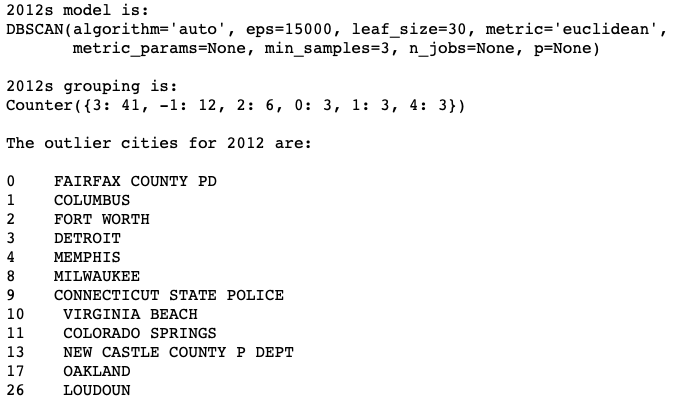 2012s model is:
DBSCAN(algorithm='auto', eps=15000, leaf_size=30, metric='euclidean',
metric_params=None, min_samples=3, n_jobs=None, p=None)
2012s grouping is:
Counter({3: 41, -1: 12, 2: 6, 0: 3, 1: 3, 4: 3})
The outlier cities for 2012 are:
0 FAIRFAX COUNTY PD
1 COLUMBUS
2 FORT WORTH
3 DETROIT
4 MEMPHIS
8 MILWAUKEE
9 CONNECTICUT STATE POLICE
10 VIRGINIA BEACH
11 COLORADO SPRINGS
13 NEW CASTLE COUNTY P DEPT
17 OAKLAND
26 LOUDOUN